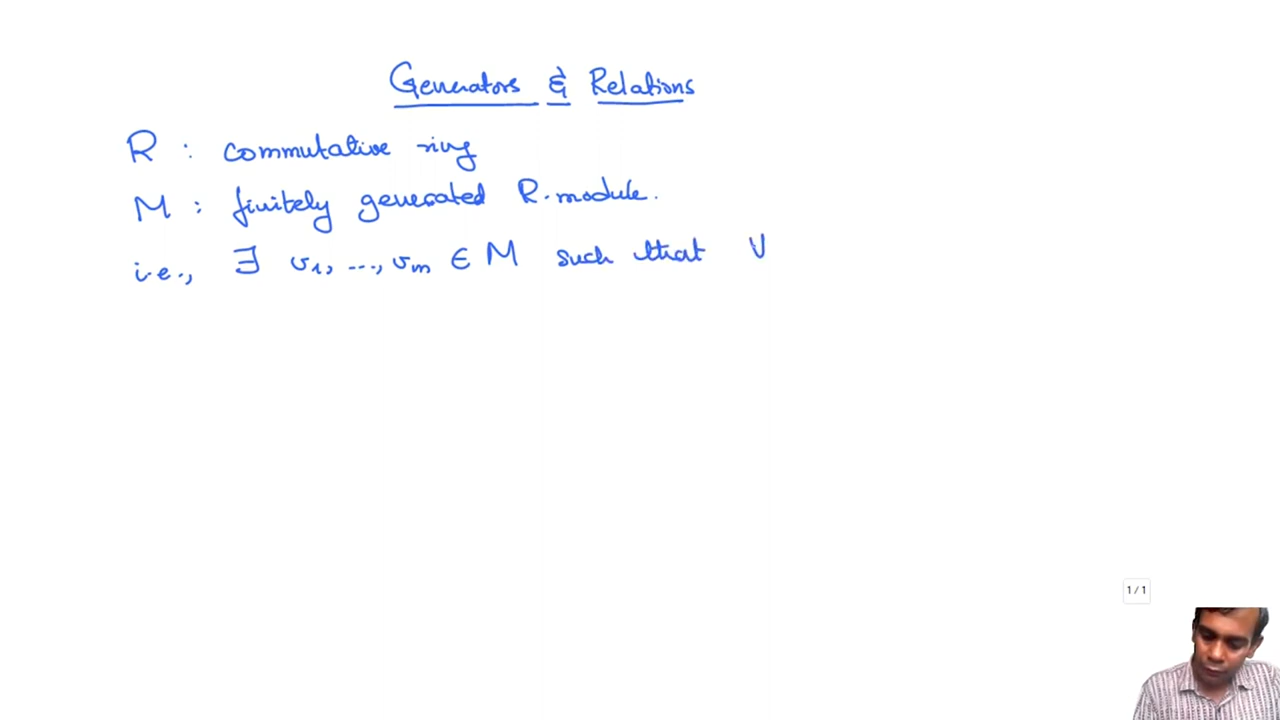 Generators & Relations
R : commutative ring
M : finitely generated R-module.
i.e., ∃ v₁, ..., vₘ ∈ M such that ∀
1 / 1